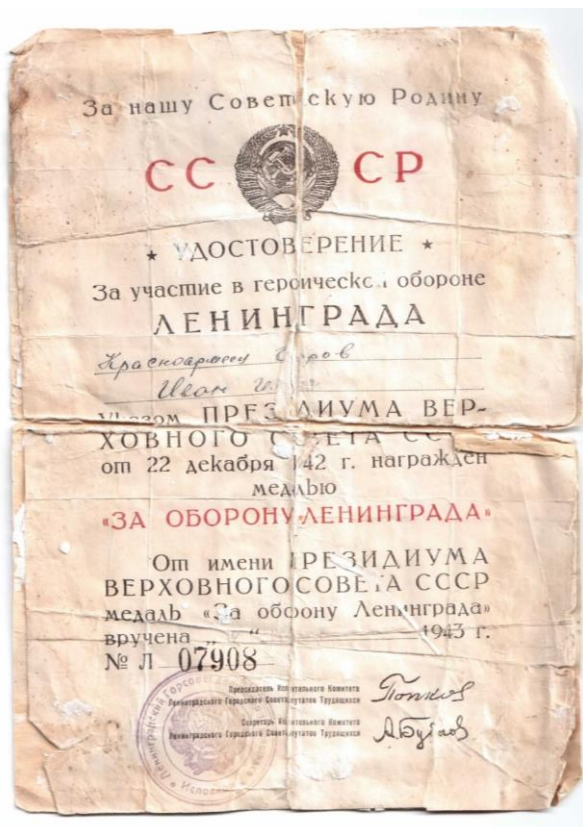 За нашу Советскую Родину
СССР
★ УДОСТОВЕРЕНИЕ ★
За участие в героической обороне
ЛЕНИНГРАДА
Красноармеец
Иван
Указом ПРЕЗИДИУМА ВЕР-
ХОВНОГО СОВЕТА СССР
от 22 декабря 1942 г. награжден
медалью
«ЗА ОБОРОНУ ЛЕНИНГРАДА»
От имени ПРЕЗИДИУМА
ВЕРХОВНОГО СОВЕТА СССР
медаль «За оборону Ленинграда»
вручена „ “ 1943 г.
№ Л 07908
Председатель Исполнительного Комитета
Ленинградского Городского Совета депутатов Трудящихся
Попков
Секретарь Исполнительного Комитета
Ленинградского Городского Совета депутатов Трудящихся
А.Бубнов
Ленинградский Горсовет